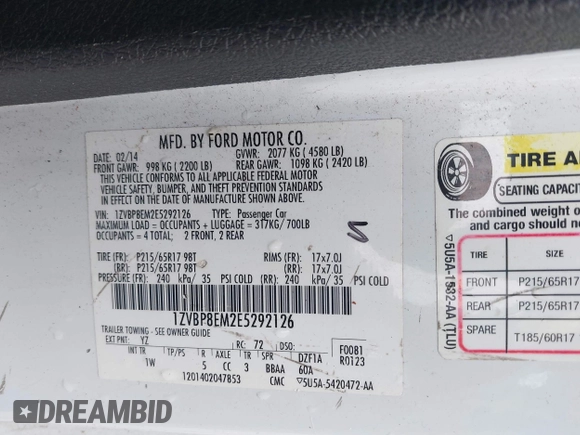 MFD. BY FORD MOTOR CO.
DATE: 02/14 GVWR: 2077 KG ( 4580 LB)
FRONT GAWR: 998 KG ( 2200 LB) REAR GAWR: 1098 KG ( 2420 LB)
THIS VEHICLE CONFORMS TO ALL APPLICABLE FEDERAL MOTOR
VEHICLE SAFETY, BUMPER, AND THEFT PREVENTION STANDARDS
IN EFFECT ON THE DATE OF MANUFACTURE SHOWN ABOVE.
VIN: 1ZVBP8EM2E5292126 TYPE: Passenger Car
MAXIMUM LOAD = OCCUPANTS + LUGGAGE = 317KG/700LB
OCCUPANTS = 4 TOTAL; 2 FRONT, 2 REAR
5
TIRE (FR): P215/65R17 98T RIMS (FR): 17x7.0J
(RR): P215/65R17 98T (RR): 17x7.0J
PRESSURE (FR): 240 kPa/ 35 PSI COLD (RR): 240 kPa/ 35 PSI COLD
1ZVBP8EM2E5292126
TRAILER TOWING - SEE OWNER GUIDE
EXT PNT: YZ RC: 72 DZF1A F0081
R0123
INT TR TP/PS R AXLE TR SPR
1W 5 CC 3 BBAA 60A
1201402047853 CMC ▽5U5A-5420472-AA
TIRE A
SEATING CAPACI
The combined weight o
and cargo should ne
TIRE SIZE
FRONT P215/65R17
REAR P215/65R17
SPARE T185/60R17
▽5U5A-1532-AA (TLU)
DREAMBID